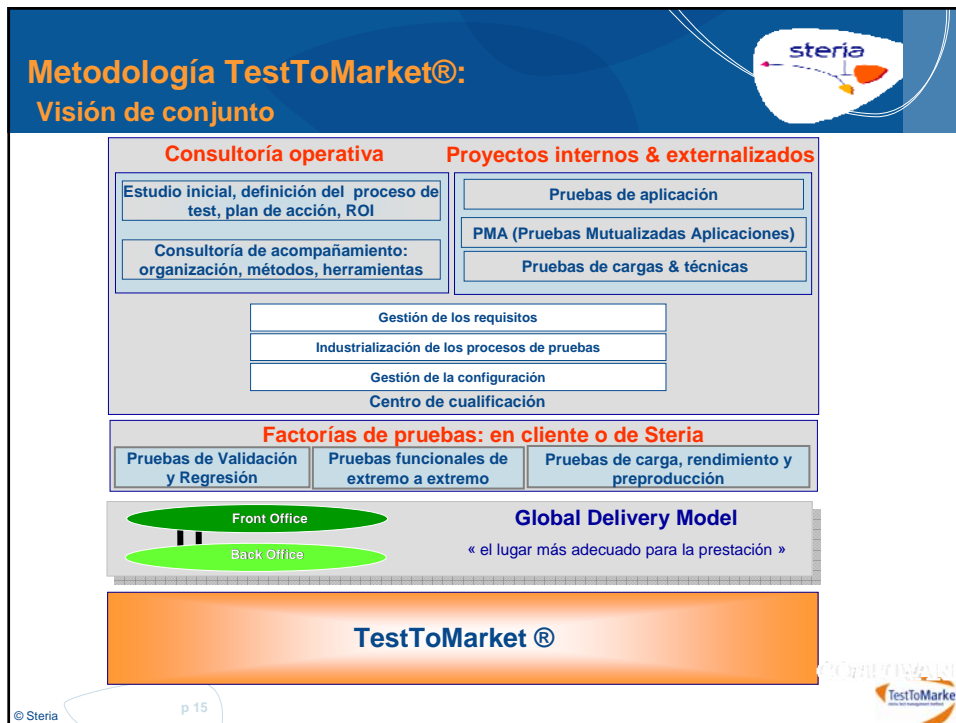 Metodología TestToMarket®:
Visión de conjunto
steria
Consultoría operativa
Estudio inicial, definición del proceso de
test, plan de acción, ROI
Consultoría de acompañamiento:
organización, métodos, herramientas
Proyectos internos & externalizados
Pruebas de aplicación
PMA (Pruebas Mutualizadas Aplicaciones)
Pruebas de cargas & técnicas
Gestión de los requisitos
Industrialización de los procesos de pruebas
Gestión de la configuración
Centro de cualificación
Factorías de pruebas: en cliente o de Steria
Pruebas de Validación
y Regresión
Pruebas funcionales de
extremo a extremo
Pruebas de carga, rendimiento y
preproducción
Front Office
Back Office
Global Delivery Model
« el lugar más adecuado para la prestación »
TestToMarket ®
TestToMarke
© Steria
p 15